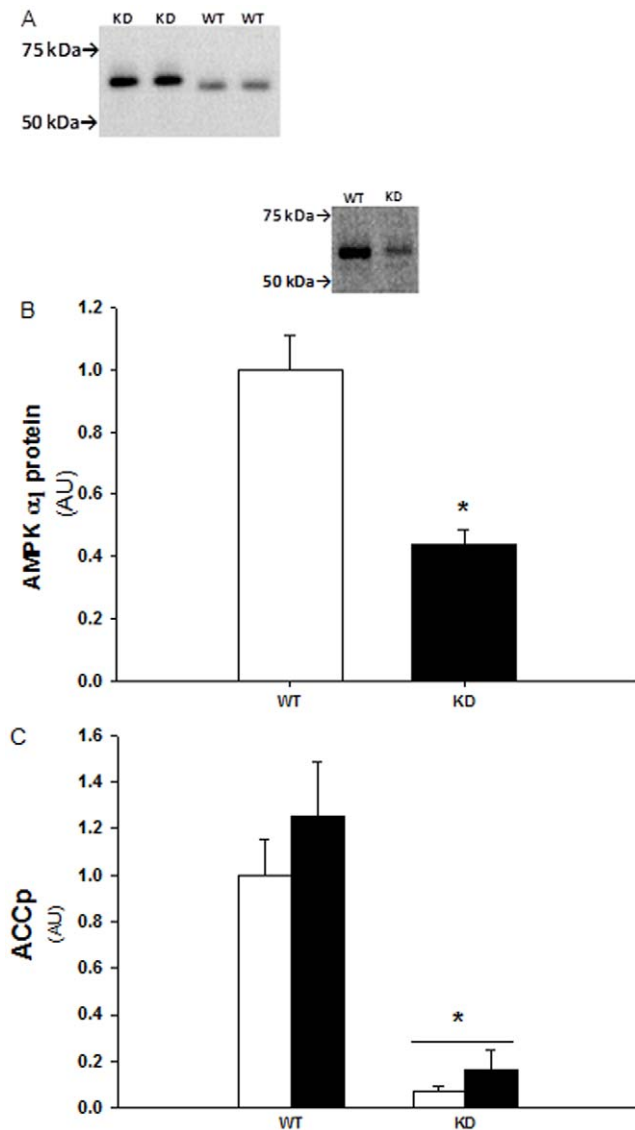 A
KD KD WT WT
75 kDa→
50 kDa→
WT KD
75 kDa→
50 kDa→
B
1.2
1.0
0.8
0.6
0.4
0.2
0.0
AMPK α1 protein
(AU)
*
WT KD
C
1.6
1.4
1.2
1.0
0.8
0.6
0.4
0.2
0.0
ACCp
(AU)
*
WT KD